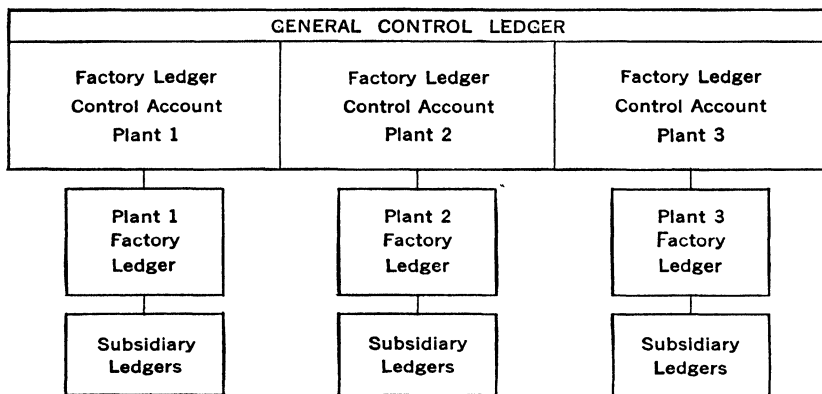 GENERAL CONTROL LEDGER
Factory Ledger
Control Account
Plant 1
Factory Ledger
Control Account
Plant 2
Factory Ledger
Control Account
Plant 3
Plant 1
Factory
Ledger
Plant 2
Factory
Ledger
Plant 3
Factory
Ledger
Subsidiary
Ledgers
Subsidiary
Ledgers
Subsidiary
Ledgers